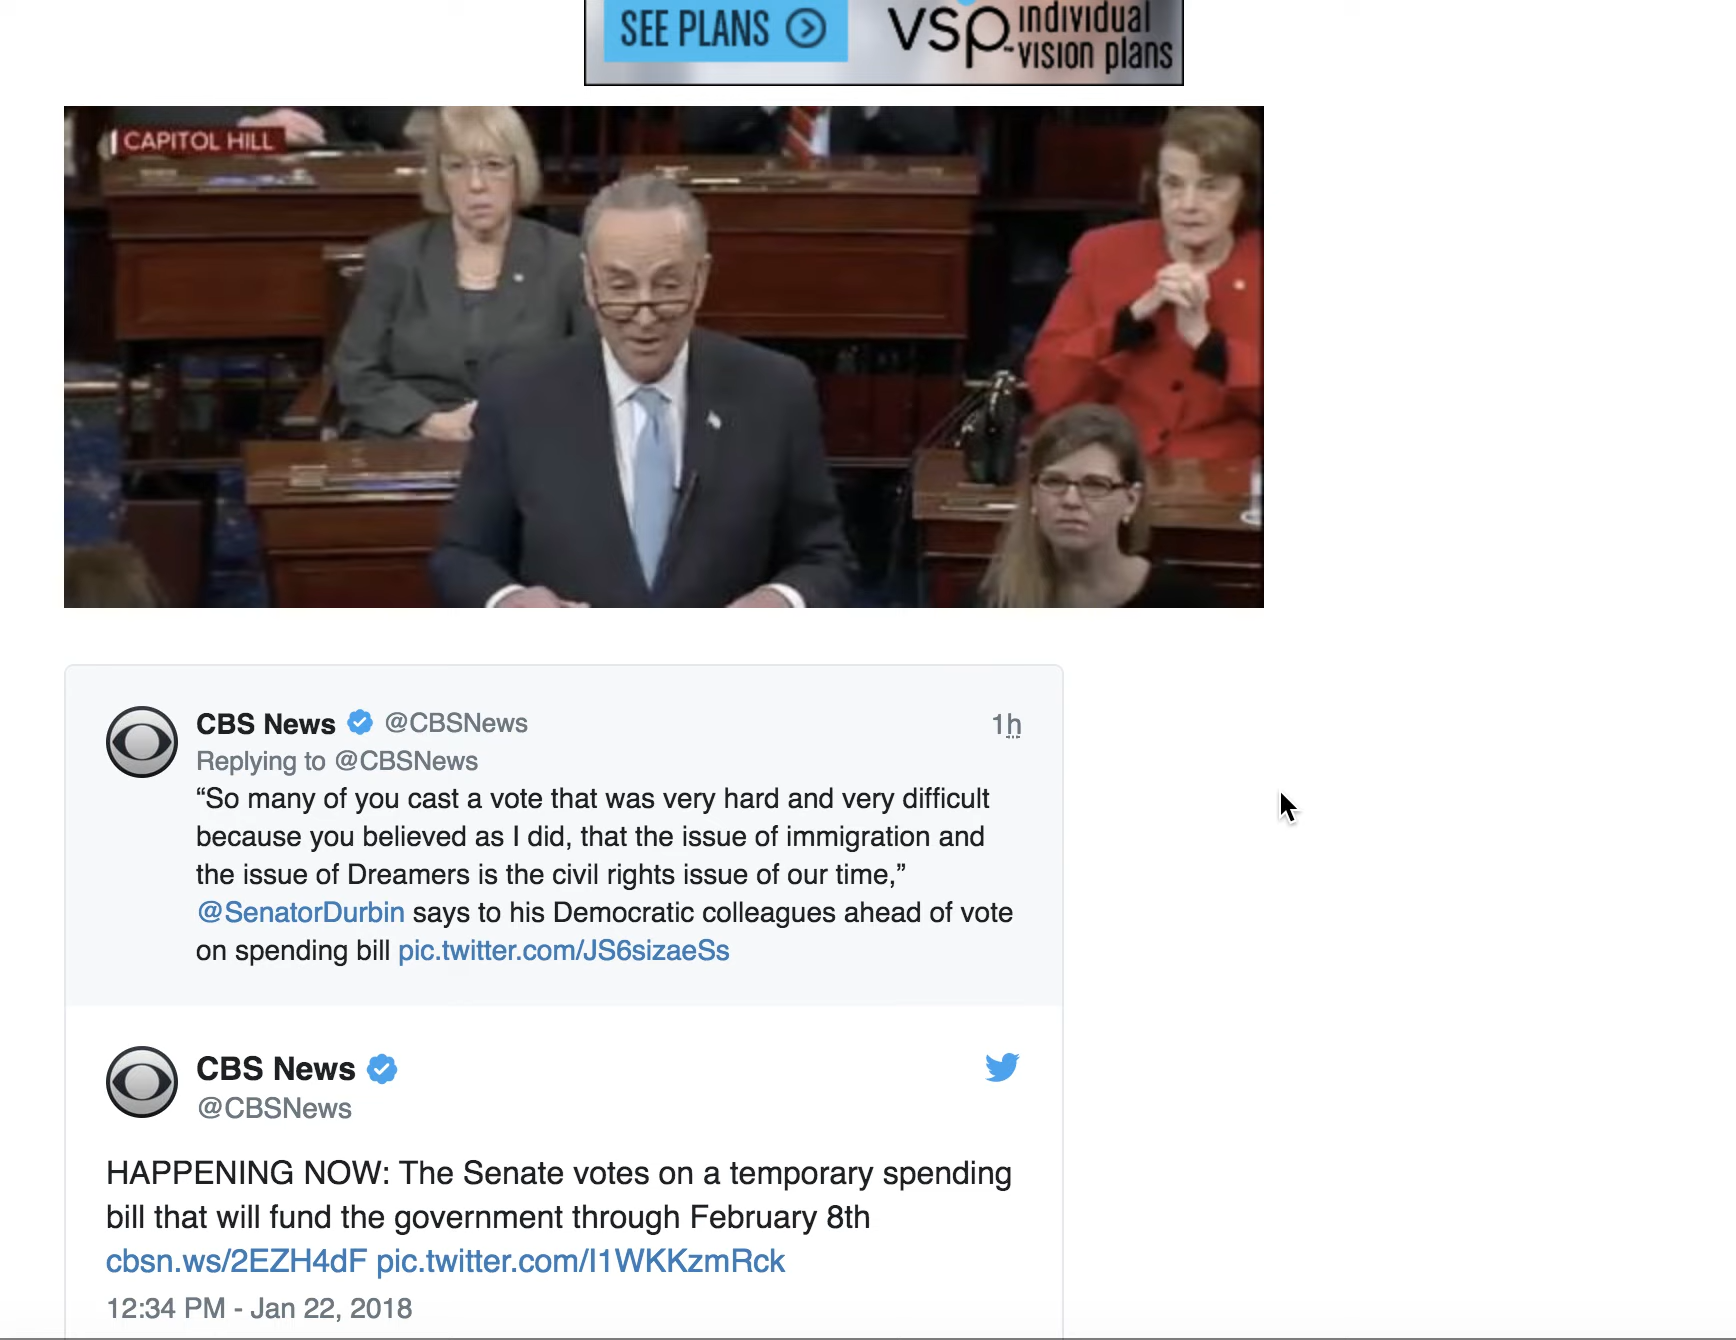 SEE PLANS
vsp individual
vision plans
CAPITOL HILL
CBS News @CBSNews 1h
Replying to @CBSNews
“So many of you cast a vote that was very hard and very difficult
because you believed as I did, that the issue of immigration and
the issue of Dreamers is the civil rights issue of our time,”
@SenatorDurbin says to his Democratic colleagues ahead of vote
on spending bill pic.twitter.com/JS6sizaeSs
CBS News
@CBSNews
HAPPENING NOW: The Senate votes on a temporary spending
bill that will fund the government through February 8th
cbsn.ws/2EZH4dF pic.twitter.com/I1WKKzmRck
12:34 PM - Jan 22, 2018